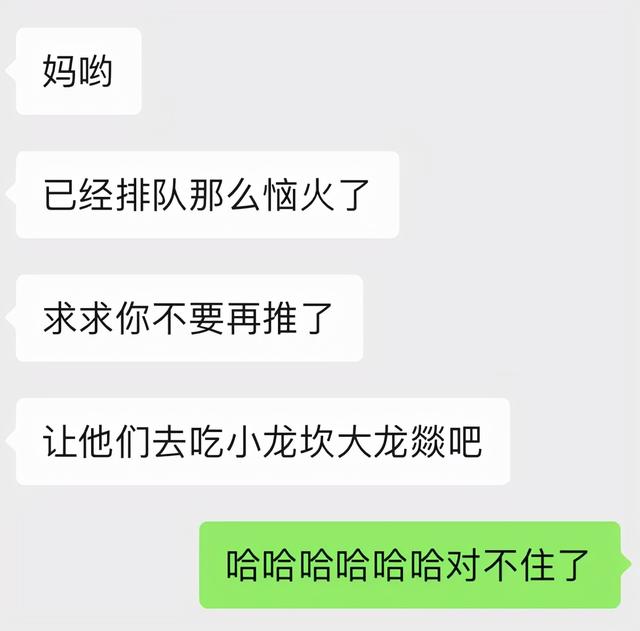 妈哟
已经排队那么恼火了
求求你不要再推了
让他们去吃小龙坎大龙燚吧
哈哈哈哈哈哈对不住了